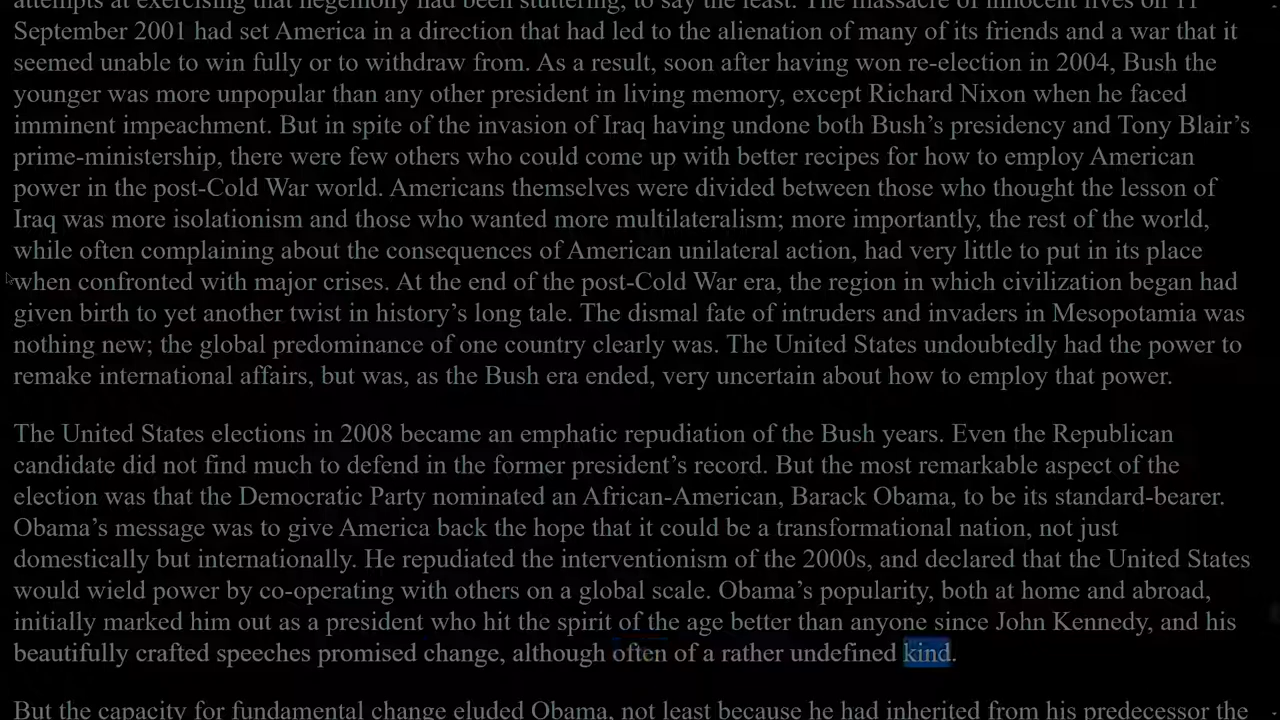 attempts at exercising that hegemony had been stuttering, to say the least. The massacre of innocent lives on 11
September 2001 had set America in a direction that had led to the alienation of many of its friends and a war that it
seemed unable to win fully or to withdraw from. As a result, soon after having won re-election in 2004, Bush the
younger was more unpopular than any other president in living memory, except Richard Nixon when he faced
imminent impeachment. But in spite of the invasion of Iraq having undone both Bush’s presidency and Tony Blair’s
prime-ministership, there were few others who could come up with better recipes for how to employ American
power in the post-Cold War world. Americans themselves were divided between those who thought the lesson of
Iraq was more isolationism and those who wanted more multilateralism; more importantly, the rest of the world,
while often complaining about the consequences of American unilateral action, had very little to put in its place
when confronted with major crises. At the end of the post-Cold War era, the region in which civilization began had
given birth to yet another twist in history’s long tale. The dismal fate of intruders and invaders in Mesopotamia was
nothing new; the global predominance of one country clearly was. The United States undoubtedly had the power to
remake international affairs, but was, as the Bush era ended, very uncertain about how to employ that power.
The United States elections in 2008 became an emphatic repudiation of the Bush years. Even the Republican
candidate did not find much to defend in the former president’s record. But the most remarkable aspect of the
election was that the Democratic Party nominated an African-American, Barack Obama, to be its standard-bearer.
Obama’s message was to give America back the hope that it could be a transformational nation, not just
domestically but internationally. He repudiated the interventionism of the 2000s, and declared that the United States
would wield power by co-operating with others on a global scale. Obama’s popularity, both at home and abroad,
initially marked him out as a president who hit the spirit of the age better than anyone since John Kennedy, and his
beautifully crafted speeches promised change, although often of a rather undefined kind.
But the capacity for fundamental change eluded Obama, not least because he had inherited from his predecessor the